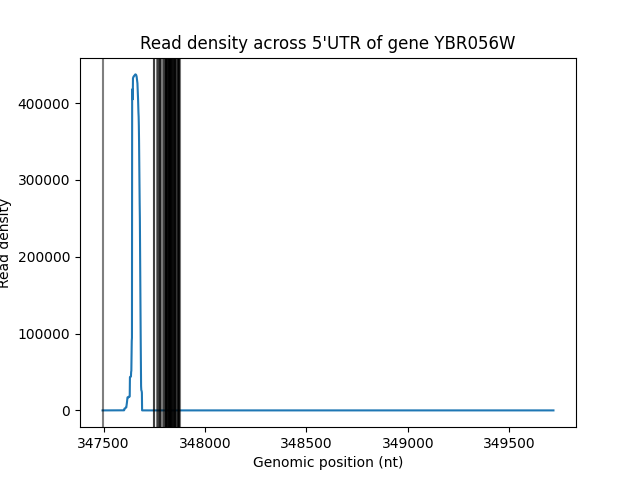 Read density across 5'UTR of gene YBR056W
Read density
400000
300000
200000
100000
0
347500 348000 348500 349000 349500
Genomic position (nt)